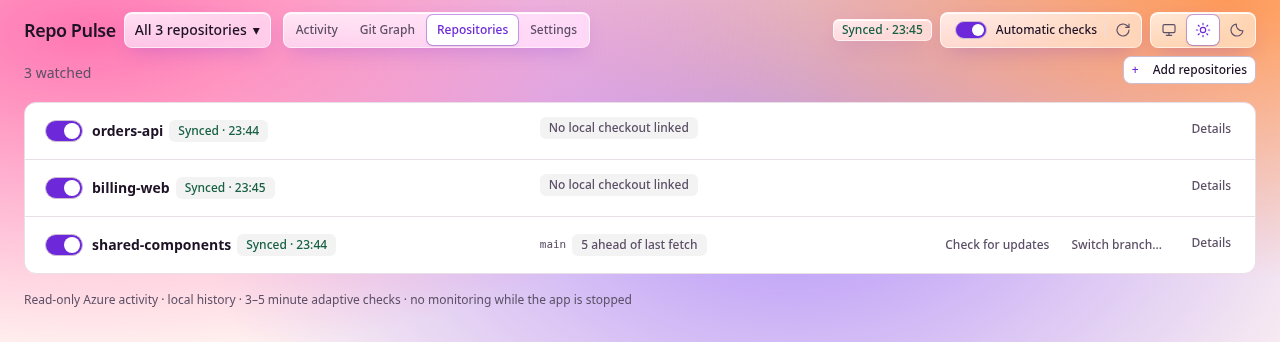 Repo Pulse All 3 repositories ▾ Activity Git Graph Repositories Settings Synced · 23:45 Automatic checks
3 watched + Add repositories
orders-api Synced · 23:44 No local checkout linked Details
billing-web Synced · 23:45 No local checkout linked Details
shared-components Synced · 23:44 main 5 ahead of last fetch Check for updates Switch branch... Details
Read-only Azure activity · local history · 3–5 minute adaptive checks · no monitoring while the app is stopped